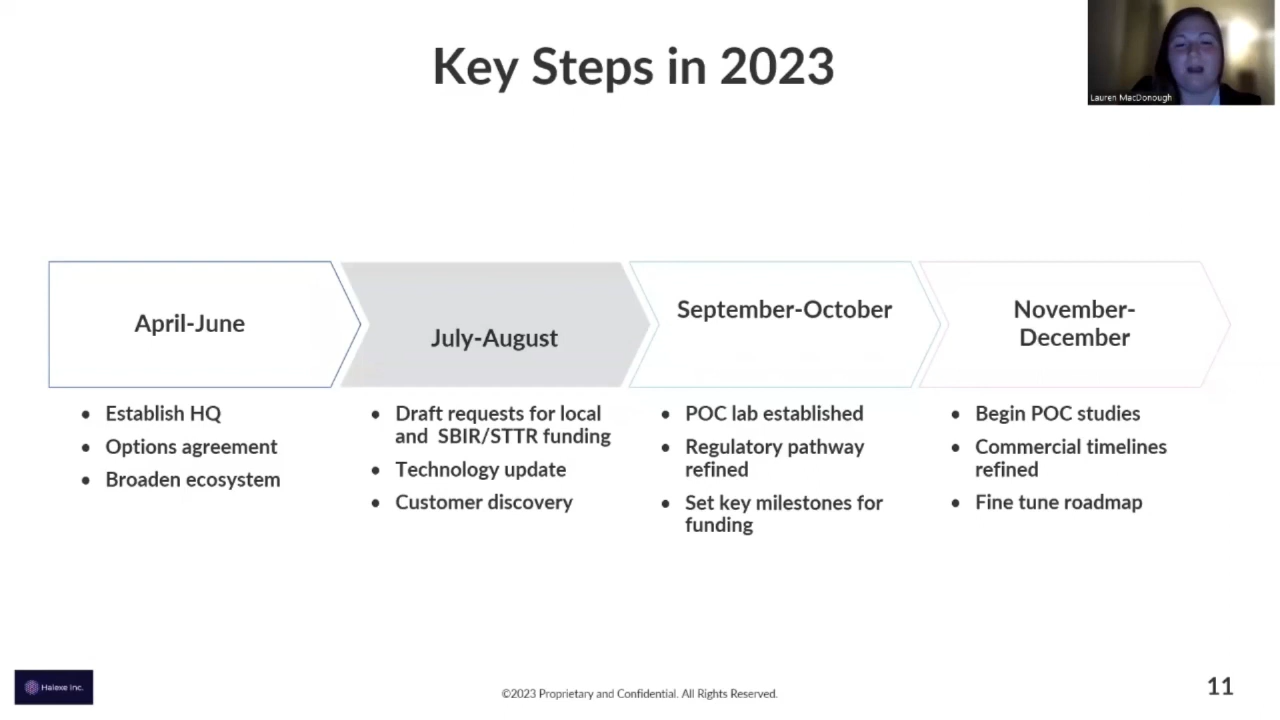 Key Steps in 2023
Lauren MacDonough
April-June
• Establish HQ
• Options agreement
• Broaden ecosystem
July-August
• Draft requests for local
and SBIR/STTR funding
• Technology update
• Customer discovery
September-October
• POC lab established
• Regulatory pathway
refined
• Set key milestones for
funding
November-
December
• Begin POC studies
• Commercial timelines
refined
• Fine tune roadmap
Halexe Inc.
©2023 Proprietary and Confidential. All Rights Reserved.
11